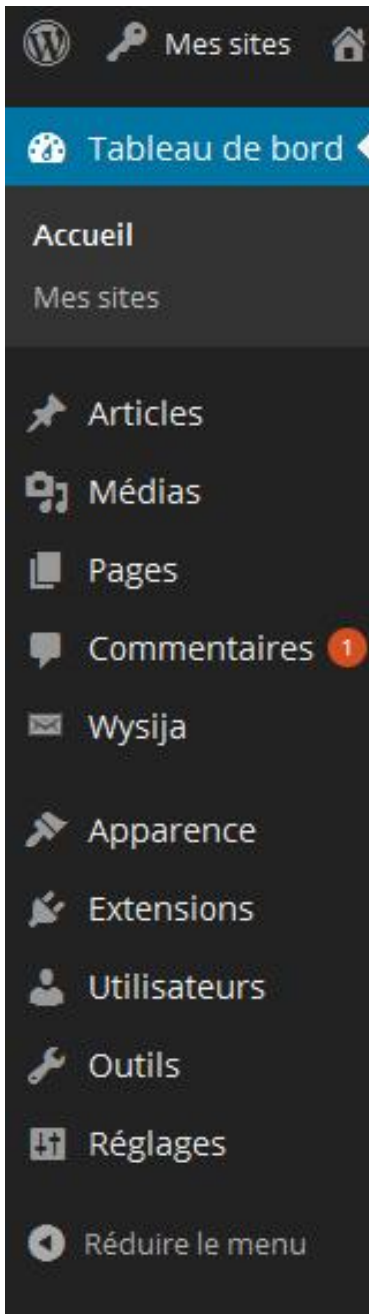 Mes sites
Tableau de bord
Accueil
Mes sites
Articles
Médias
Pages
Commentaires 1
Wysija
Apparence
Extensions
Utilisateurs
Outils
Réglages
Réduire le menu